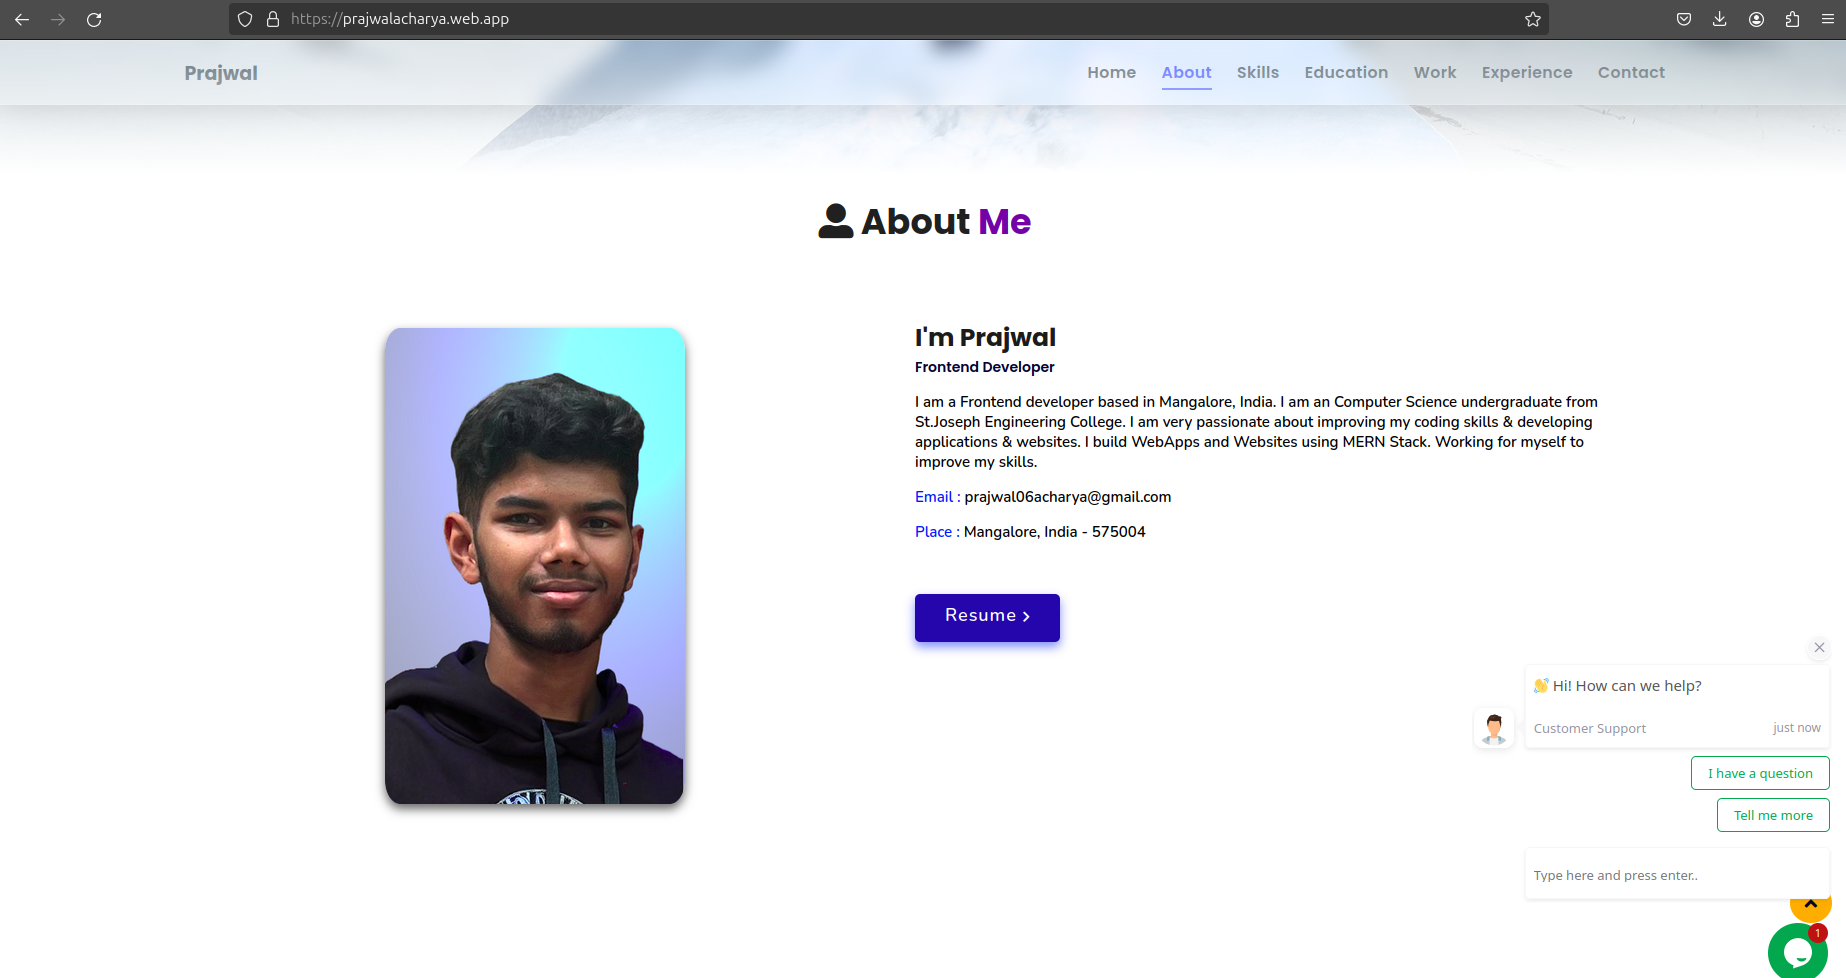 https://prajwalacharya.web.app
Prajwal
Home About Skills Education Work Experience Contact
About Me
I'm Prajwal
Frontend Developer
I am a Frontend developer based in Mangalore, India. I am an Computer Science undergraduate from
St.Joseph Engineering College. I am very passionate about improving my coding skills & developing
applications & websites. I build WebApps and Websites using MERN Stack. Working for myself to
improve my skills.
Email : prajwal06acharya@gmail.com
Place : Mangalore, India - 575004
Resume
👋 Hi! How can we help?
Customer Support just now
I have a question
Tell me more
Type here and press enter..
1